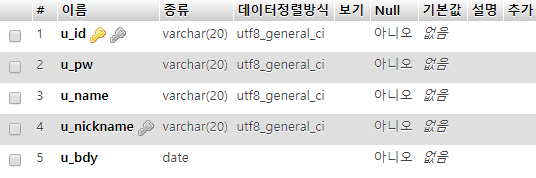 # 이름 종류 데이터정렬방식 보기 Null 기본값 설명 추가
1 u_id varchar(20) utf8_general_ci 아니오 없음
2 u_pw varchar(20) utf8_general_ci 아니오 없음
3 u_name varchar(20) utf8_general_ci 아니오 없음
4 u_nickname varchar(20) utf8_general_ci 아니오 없음
5 u_bdy date 아니오 없음